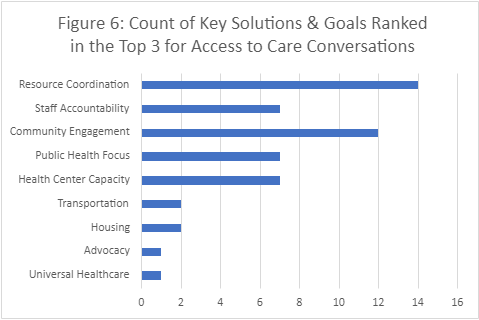 Figure 6: Count of Key Solutions & Goals Ranked
in the Top 3 for Access to Care Conversations
Resource Coordination
Staff Accountability
Community Engagement
Public Health Focus
Health Center Capacity
Transportation
Housing
Advocacy
Universal Healthcare
0 2 4 6 8 10 12 14 16